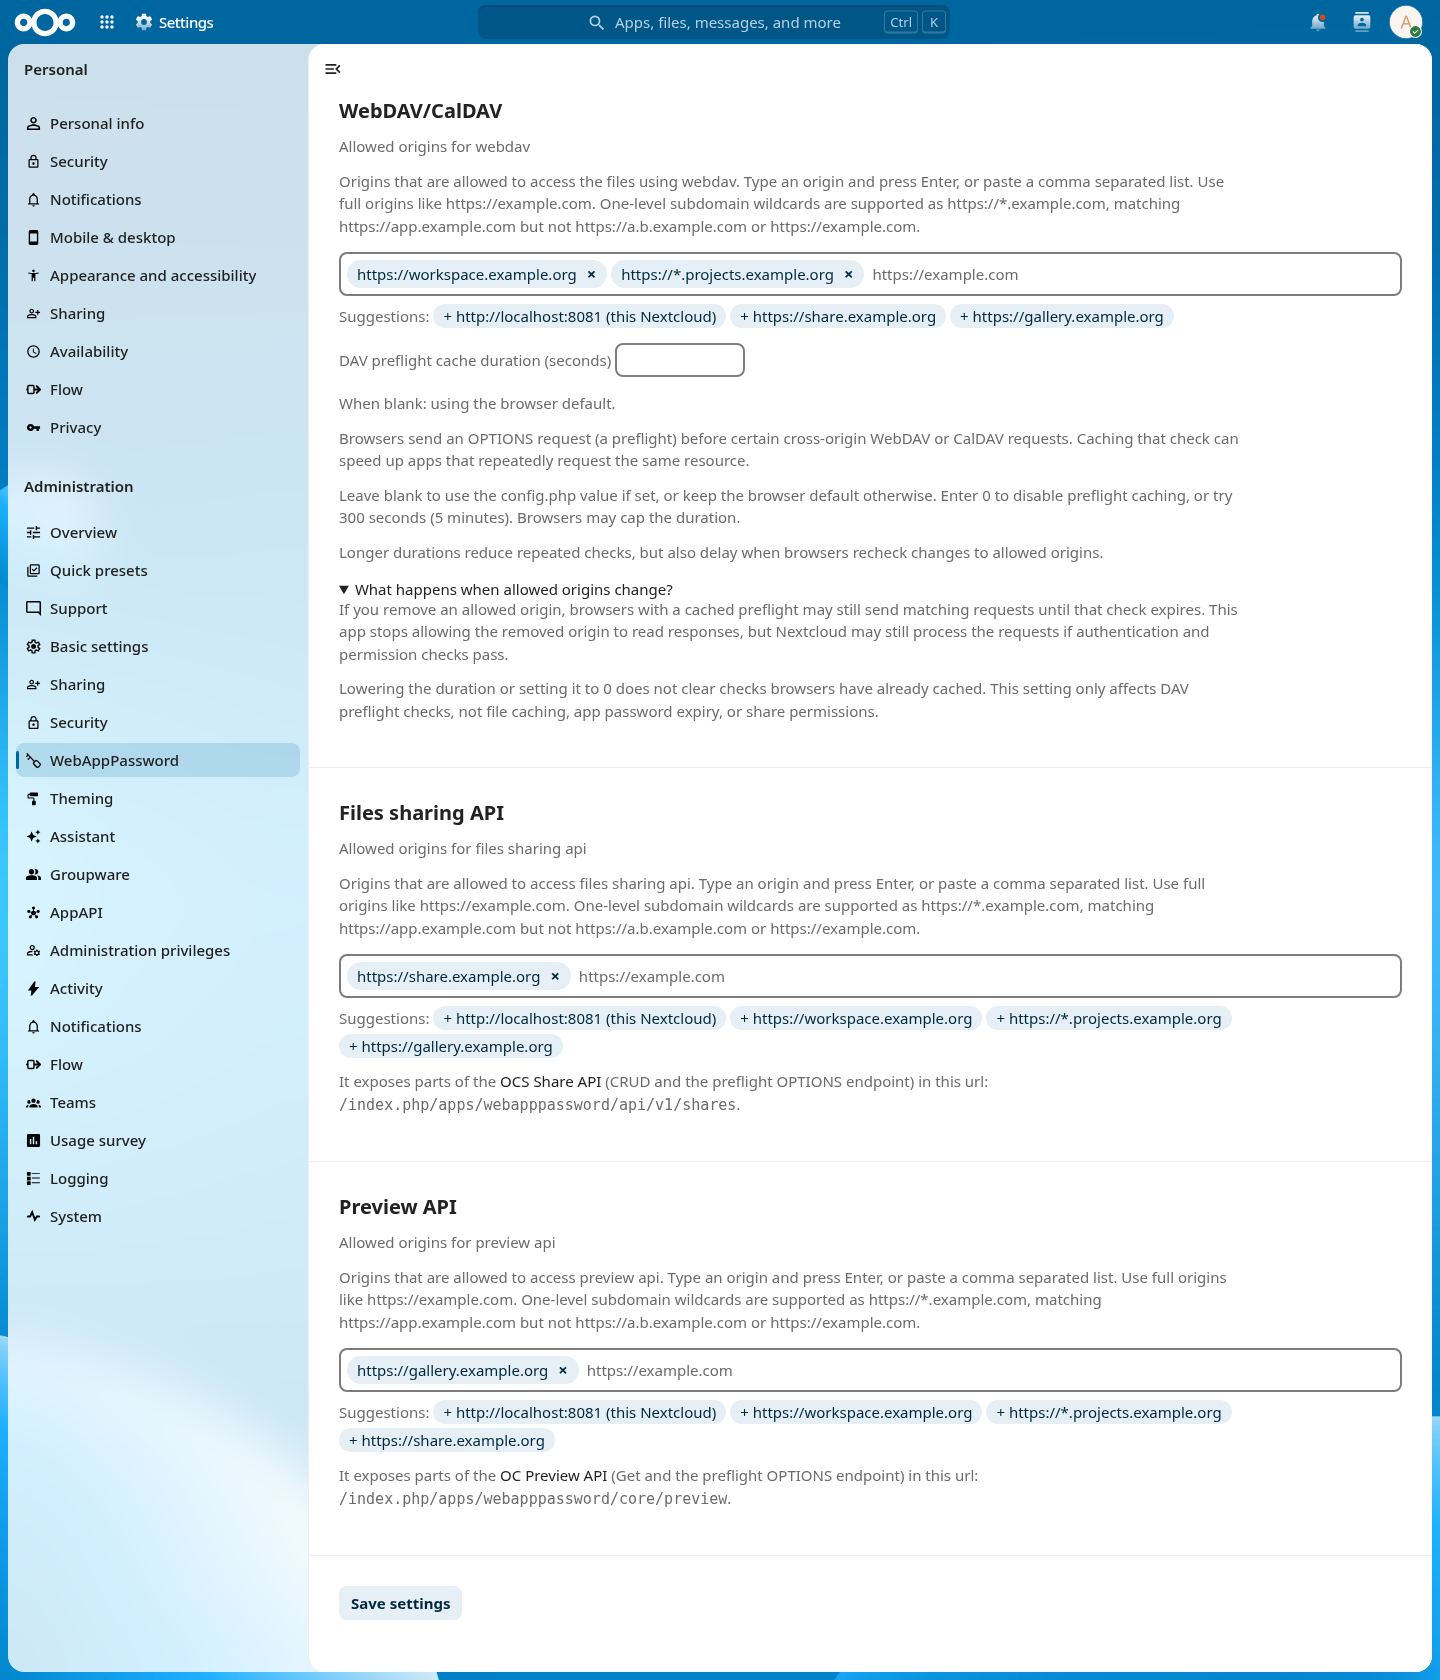 Settings
Apps, files, messages, and more
Ctrl K
A
Personal
Personal info
Security
Notifications
Mobile & desktop
Appearance and accessibility
Sharing
Availability
Flow
Privacy
Administration
Overview
Quick presets
Support
Basic settings
Sharing
Security
WebAppPassword
Theming
Assistant
Groupware
AppAPI
Administration privileges
Activity
Notifications
Flow
Teams
Usage survey
Logging
System
WebDAV/CalDAV
Allowed origins for webdav
Origins that are allowed to access the files using webdav. Type an origin and press Enter, or paste a comma separated list. Use
full origins like https://example.com. One-level subdomain wildcards are supported as https://*.example.com, matching
https://app.example.com but not https://a.b.example.com or https://example.com.
https://workspace.example.org × https://*.projects.example.org × https://example.com
Suggestions: + http://localhost:8081 (this Nextcloud) + https://share.example.org + https://gallery.example.org
DAV preflight cache duration (seconds)
When blank: using the browser default.
Browsers send an OPTIONS request (a preflight) before certain cross-origin WebDAV or CalDAV requests. Caching that check can
speed up apps that repeatedly request the same resource.
Leave blank to use the config.php value if set, or keep the browser default otherwise. Enter 0 to disable preflight caching, or try
300 seconds (5 minutes). Browsers may cap the duration.
Longer durations reduce repeated checks, but also delay when browsers recheck changes to allowed origins.
▼ What happens when allowed origins change?
If you remove an allowed origin, browsers with a cached preflight may still send matching requests until that check expires. This
app stops allowing the removed origin to read responses, but Nextcloud may still process the requests if authentication and
permission checks pass.
Lowering the duration or setting it to 0 does not clear checks browsers have already cached. This setting only affects DAV
preflight checks, not file caching, app password expiry, or share permissions.
Files sharing API
Allowed origins for files sharing api
Origins that are allowed to access files sharing api. Type an origin and press Enter, or paste a comma separated list. Use full
origins like https://example.com. One-level subdomain wildcards are supported as https://*.example.com, matching
https://app.example.com but not https://a.b.example.com or https://example.com.
https://share.example.org × https://example.com
Suggestions: + http://localhost:8081 (this Nextcloud) + https://workspace.example.org + https://*.projects.example.org
+ https://gallery.example.org
It exposes parts of the OCS Share API (CRUD and the preflight OPTIONS endpoint) in this url:
/index.php/apps/webapppassword/api/v1/shares.
Preview API
Allowed origins for preview api
Origins that are allowed to access preview api. Type an origin and press Enter, or paste a comma separated list. Use full origins
like https://example.com. One-level subdomain wildcards are supported as https://*.example.com, matching
https://app.example.com but not https://a.b.example.com or https://example.com.
https://gallery.example.org × https://example.com
Suggestions: + http://localhost:8081 (this Nextcloud) + https://workspace.example.org + https://*.projects.example.org
+ https://share.example.org
It exposes parts of the OC Preview API (Get and the preflight OPTIONS endpoint) in this url:
/index.php/apps/webapppassword/core/preview.
Save settings